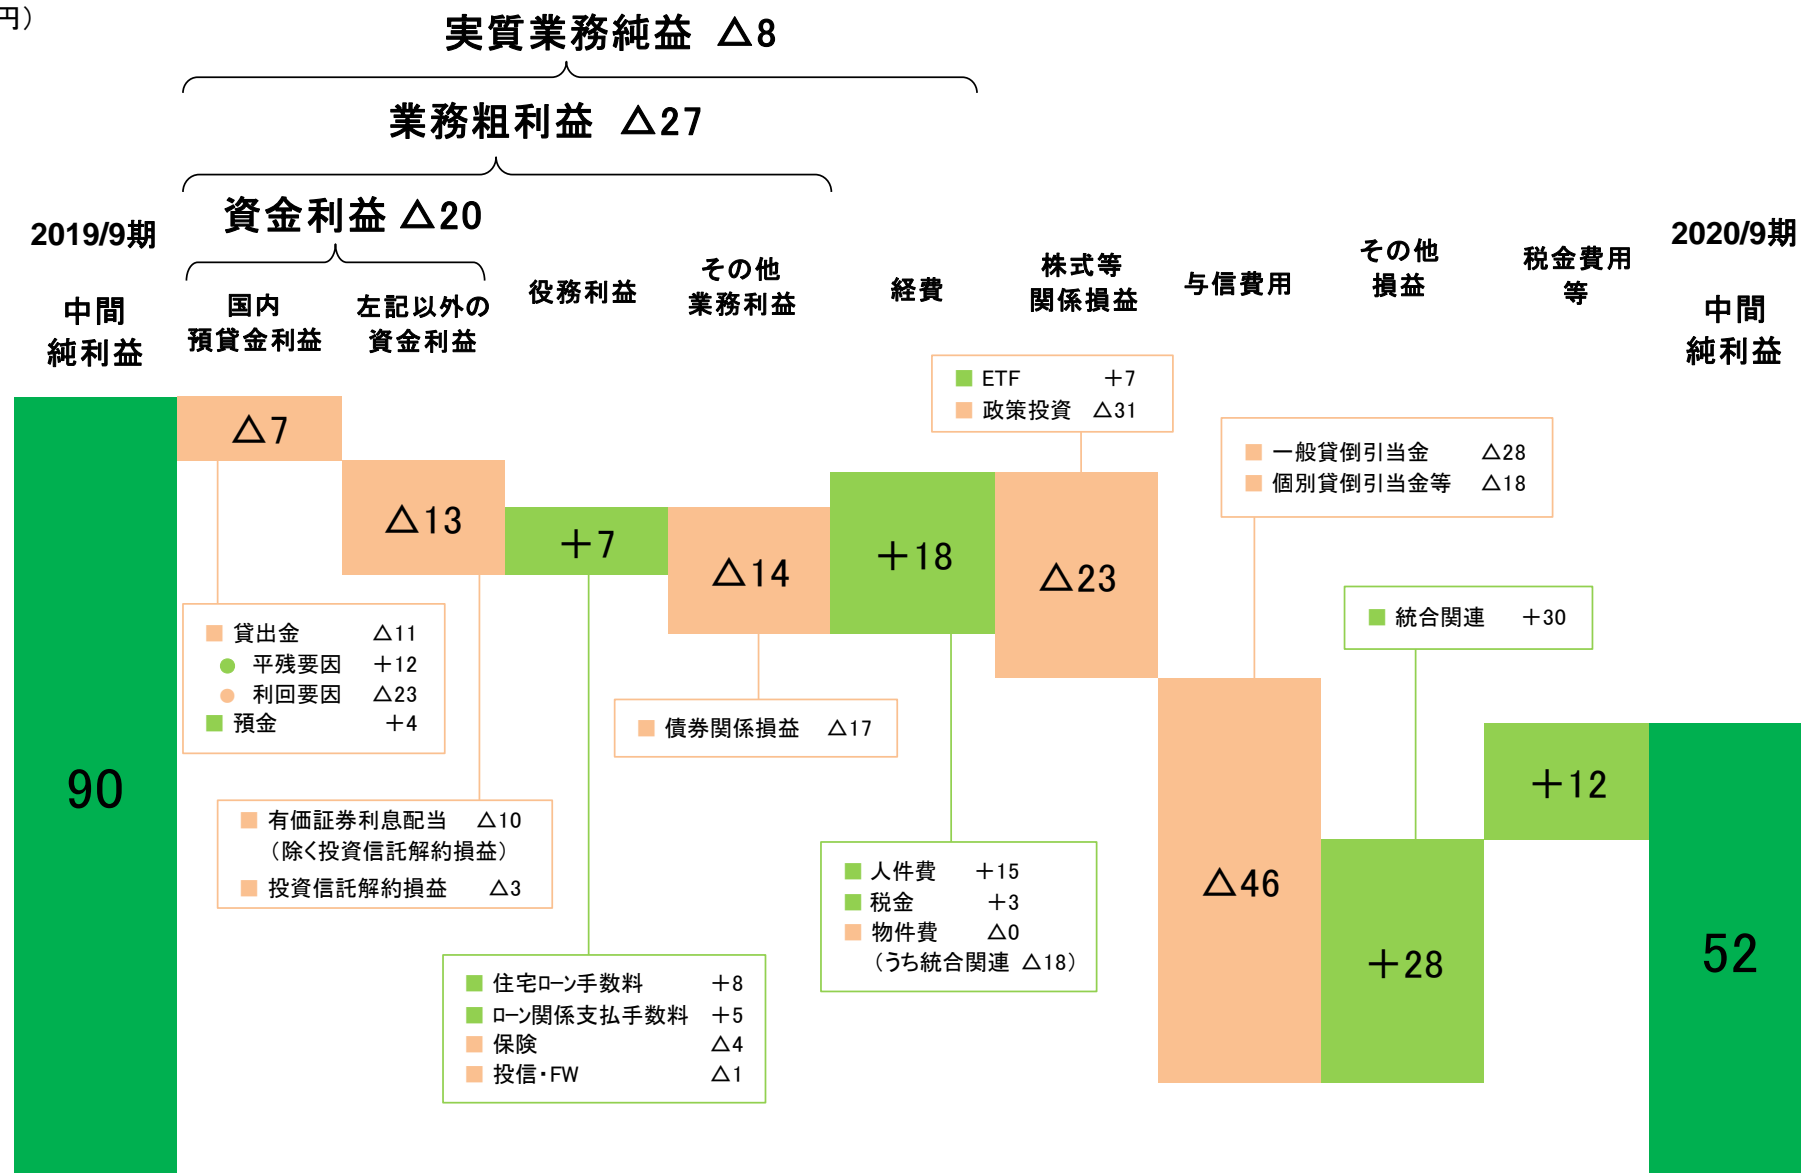 円)
実質業務純益 △8
業務粗利益 △27
資金利益 △20
2019/9期
中間
純利益
国内
預貸金利益
左記以外の
資金利益
役務利益
その他
業務利益
経費
株式等
関係損益
与信費用
その他
損益
税金費用
等
2020/9期
中間
純利益
90
△7
△13
+7
△14
+18
△23
△46
+28
+12
52
貸出金 △11
平残要因 +12
利回要因 △23
預金 +4
有価証券利息配当 △10
(除く投資信託解約損益)
投資信託解約損益 △3
住宅ローン手数料 +8
ローン関係支払手数料 +5
保険 △4
投信・FW △1
債券関係損益 △17
人件費 +15
税金 +3
物件費 △0
(うち統合関連 △18)
ETF +7
政策投資 △31
一般貸倒引当金 △28
個別貸倒引当金等 △18
統合関連 +30